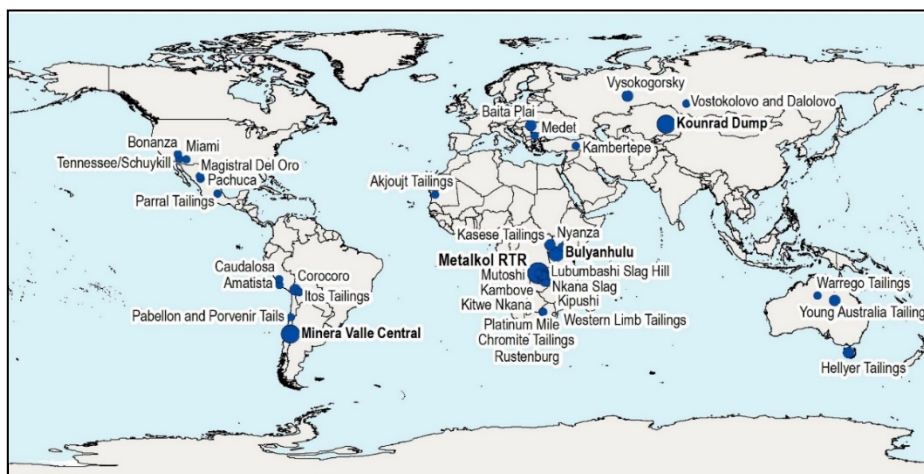 Vysokogorsky
Baita Plai
Vostokolovo and Dalolovo
Medet
Kounrad Dump
Bonanza
Miami
Kambertepe
Tennessee/Schuykill
Magistral Del Oro
Akjoujt Tailings
Pachuca
Parral Tailings
Kasese Tailings
Nyanza
Bulyanhulu
Metalkol RTR
Caudalosa
Corocoro
Mutoshi
Lubumbashi Slag Hill
Warrego Tailings
Amatista
Itos Tailings
Kambove
Nkana Slag
Kitwe Nkana
Kipushi
Young Australia Tailing
Pabellon and Porvenir Tails
Platinum Mile
Western Limb Tailings
Minera Valle Central
Chromite Tailings
Rustenburg
Hellyer Tailings